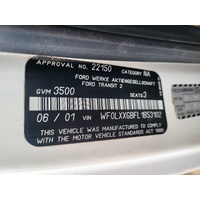 APPROVAL NO. 22150 CATEGORY NA
FORD WERKE AKTIENGESELLSCHAFT
FORD TRANSIT 2
GVM 3500 SEATS 3
06/01 VIN WF0LXXGBFL1B53102
THIS VEHICLE WAS MANUFACTURED TO COMPLY
WITH THE MOTOR VEHICLE STANDARDS ACT 1989